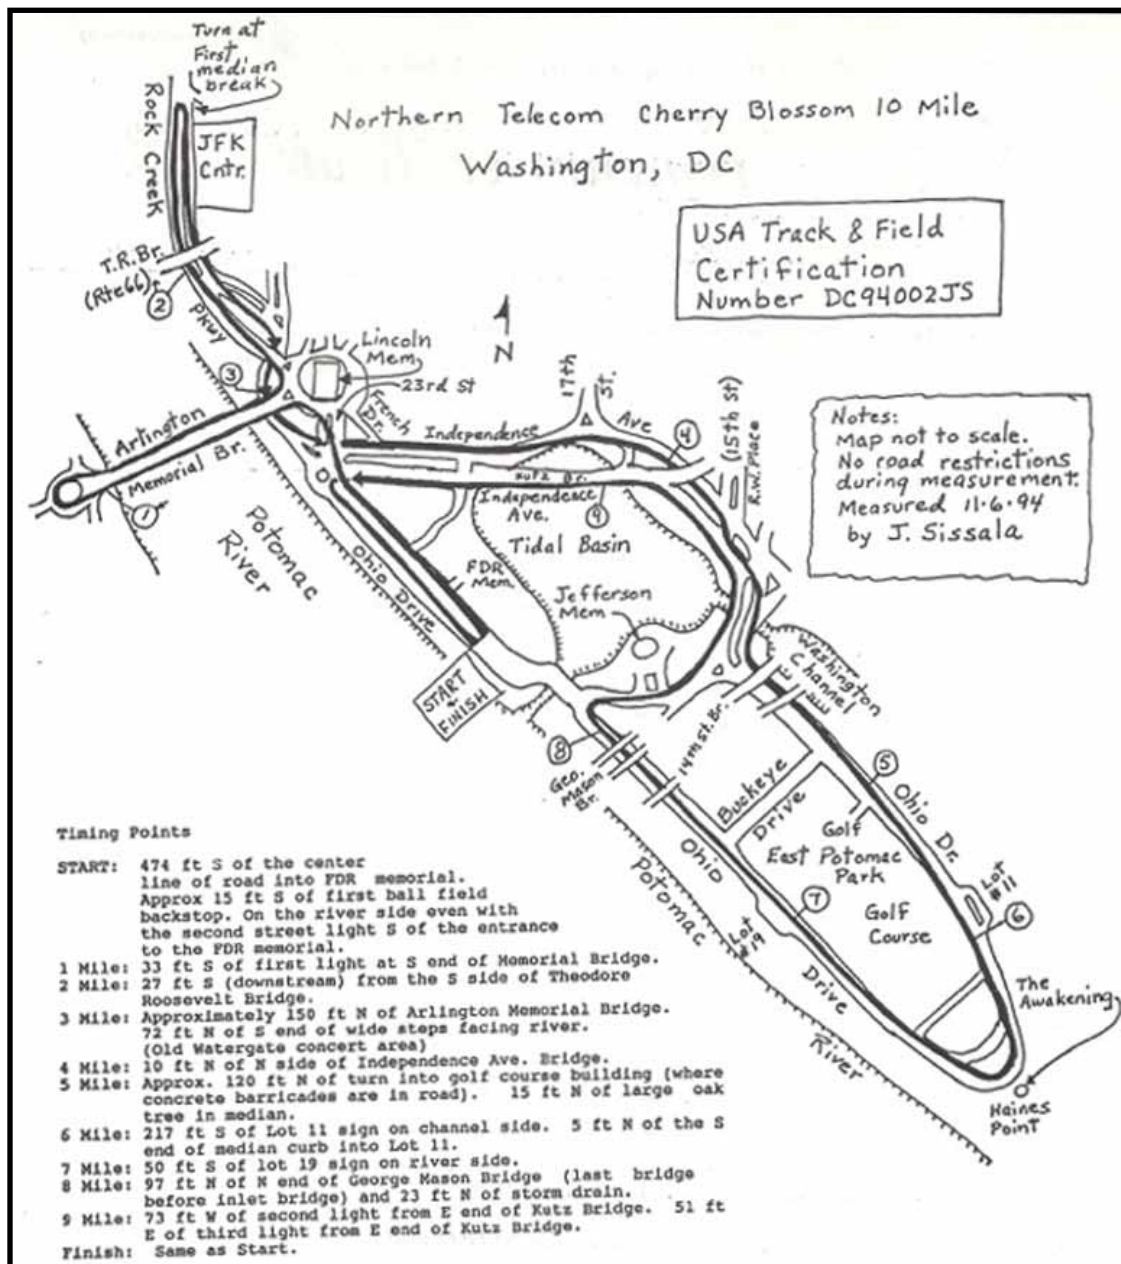 Turn at
First
median
break
Rock Creek
JFK
Cntr.
Northern Telecom Cherry Blossom 10 Mile
Washington, DC
USA Track & Field
Certification
Number DC94002JS
T.R. Br.
(Rte 66)
2
Pkwy
N
Lincoln
Mem.
23rd St
3
French
Dr.
17th
St.
Independence
Ave
4
(15th St)
R.W. Place
Notes:
Map not to scale.
No road restrictions
during measurement.
Measured 11·6·94
by J. Sissala
Arlington
Memorial Br.
1
Kutz Br.
Independence
Ave.
9
Tidal Basin
Potomac
River
Ohio Drive
FDR
Mem.
Jefferson
Mem
START
&
FINISH
Washington
Channel
8
Geo.
Mason
Br.
14th St. Br.
Buckeye
Drive
5
Ohio Dr.
Golf
East Potomac
Park
Golf
Course
Lot
#11
6
7
Ohio
Drive
Lot
#19
Potomac
River
The
Awakening
Haines
Point
Timing Points
START: 474 ft S of the center
line of road into FDR memorial.
Approx 15 ft S of first ball field
backstop. On the river side even with
the second street light S of the entrance
to the FDR memorial.
1 Mile: 33 ft S of first light at S end of Memorial Bridge.
2 Mile: 27 ft S (downstream) from the S side of Theodore
Roosevelt Bridge.
3 Mile: Approximately 150 ft N of Arlington Memorial Bridge.
72 ft N of S end of wide steps facing river.
(Old Watergate concert area)
4 Mile: 10 ft N of N side of Independence Ave. Bridge.
5 Mile: Approx. 120 ft N of turn into golf course building (where
concrete barricades are in road). 15 ft N of large oak
tree in median.
6 Mile: 217 ft S of Lot 11 sign on channel side. 5 ft N of the S
end of median curb into Lot 11.
7 Mile: 50 ft S of lot 19 sign on river side.
8 Mile: 97 ft N of N end of George Mason Bridge (last bridge
before inlet bridge) and 23 ft N of storm drain.
9 Mile: 73 ft W of second light from E end of Kutz Bridge. 51 ft
E of third light from E end of Kutz Bridge.
Finish: Same as Start.